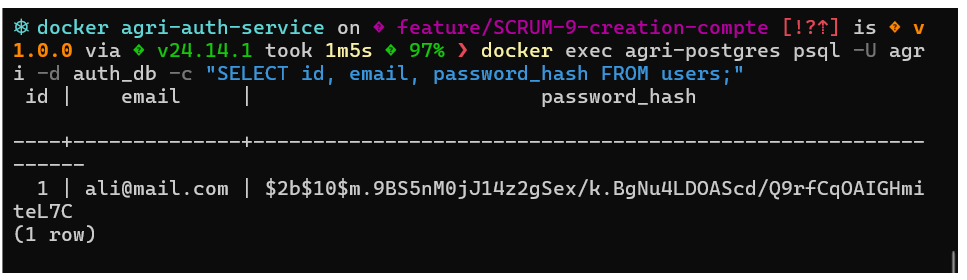 ❄ docker agri-auth-service on � feature/SCRUM-9-creation-compte [!?↑] is � v
1.0.0 via � v24.14.1 took 1m5s � 97% ❯ docker exec agri-postgres psql -U agr
i -d auth_db -c "SELECT id, email, password_hash FROM users;"
 id |    email     |                        password_hash
----+--------------+--------------------------------------------------------
------
  1 | ali@mail.com | $2b$10$m.9BS5nM0jJ14z2gSex/k.BgNu4LDOAScd/Q9rfCqOAIGHmi
teL7C
(1 row)